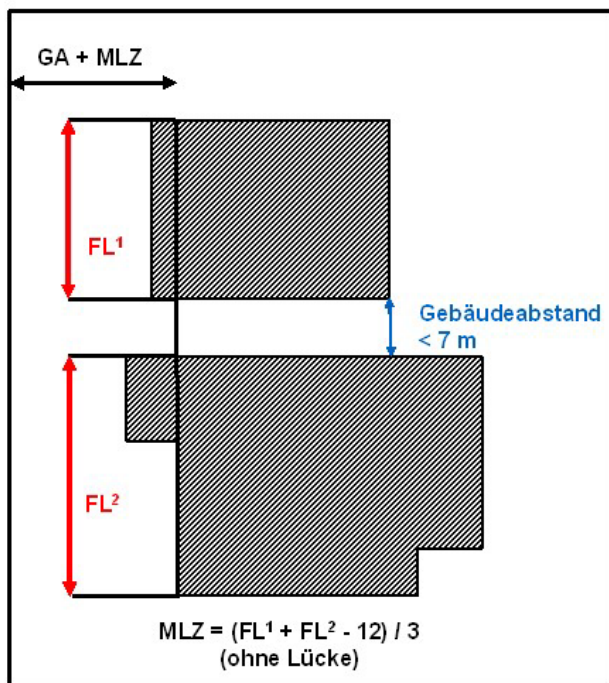 GA + MLZ
FL¹
Gebäudeabstand
< 7 m
FL²
MLZ = (FL¹ + FL² - 12) / 3
(ohne Lücke)